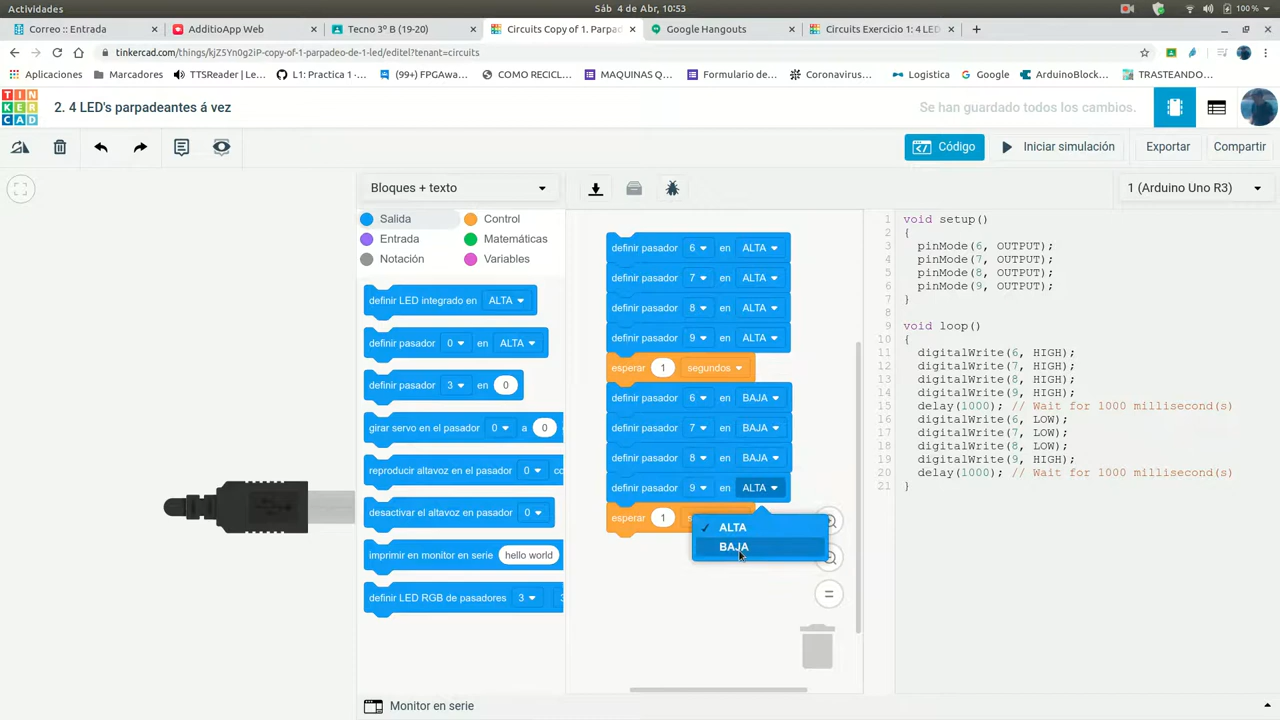 Actividades
Sáb 4 de Abr, 10:53
100 %
Correo :: Entrada
AdditioApp Web
Tecno 3º B (19-20)
Circuits Copy of 1. Parpad
Google Hangouts
Circuits Exercicio 1: 4 LED
tinkercad.com/things/kjZ5Yn0g2iP-copy-of-1-parpadeo-de-1-led/editel?tenant=circuits
Aplicaciones
Marcadores
TTSReader | Le...
L1: Practica 1 -...
(99+) FPGAwa...
COMO RECICL...
MAQUINAS Q...
Formulario de...
Coronavirus...
Logistica
Google
ArduinoBlock...
TRASTEANDO...
TIN
KER
CAD
2. 4 LED's parpadeantes á vez
Se han guardado todos los cambios.
Código
Iniciar simulación
Exportar
Compartir
Bloques + texto
1 (Arduino Uno R3)
Salida
Control
Entrada
Matemáticas
Notación
Variables
definir LED integrado en ALTA
definir pasador 0 en ALTA
definir pasador 3 en 0
girar servo en el pasador 0 a 0
reproducir altavoz en el pasador 0 co
desactivar el altavoz en pasador 0
imprimir en monitor en serie hello world
definir LED RGB de pasadores 3 3
definir pasador 6 en ALTA
definir pasador 7 en ALTA
definir pasador 8 en ALTA
definir pasador 9 en ALTA
esperar 1 segundos
definir pasador 6 en BAJA
definir pasador 7 en BAJA
definir pasador 8 en BAJA
definir pasador 9 en ALTA
esperar 1 s
ALTA
BAJA
1 void setup()
2 {
3 pinMode(6, OUTPUT);
4 pinMode(7, OUTPUT);
5 pinMode(8, OUTPUT);
6 pinMode(9, OUTPUT);
7 }
8
9 void loop()
10 {
11 digitalWrite(6, HIGH);
12 digitalWrite(7, HIGH);
13 digitalWrite(8, HIGH);
14 digitalWrite(9, HIGH);
15 delay(1000); // Wait for 1000 millisecond(s)
16 digitalWrite(6, LOW);
17 digitalWrite(7, LOW);
18 digitalWrite(8, LOW);
19 digitalWrite(9, HIGH);
20 delay(1000); // Wait for 1000 millisecond(s)
21 }
Monitor en serie